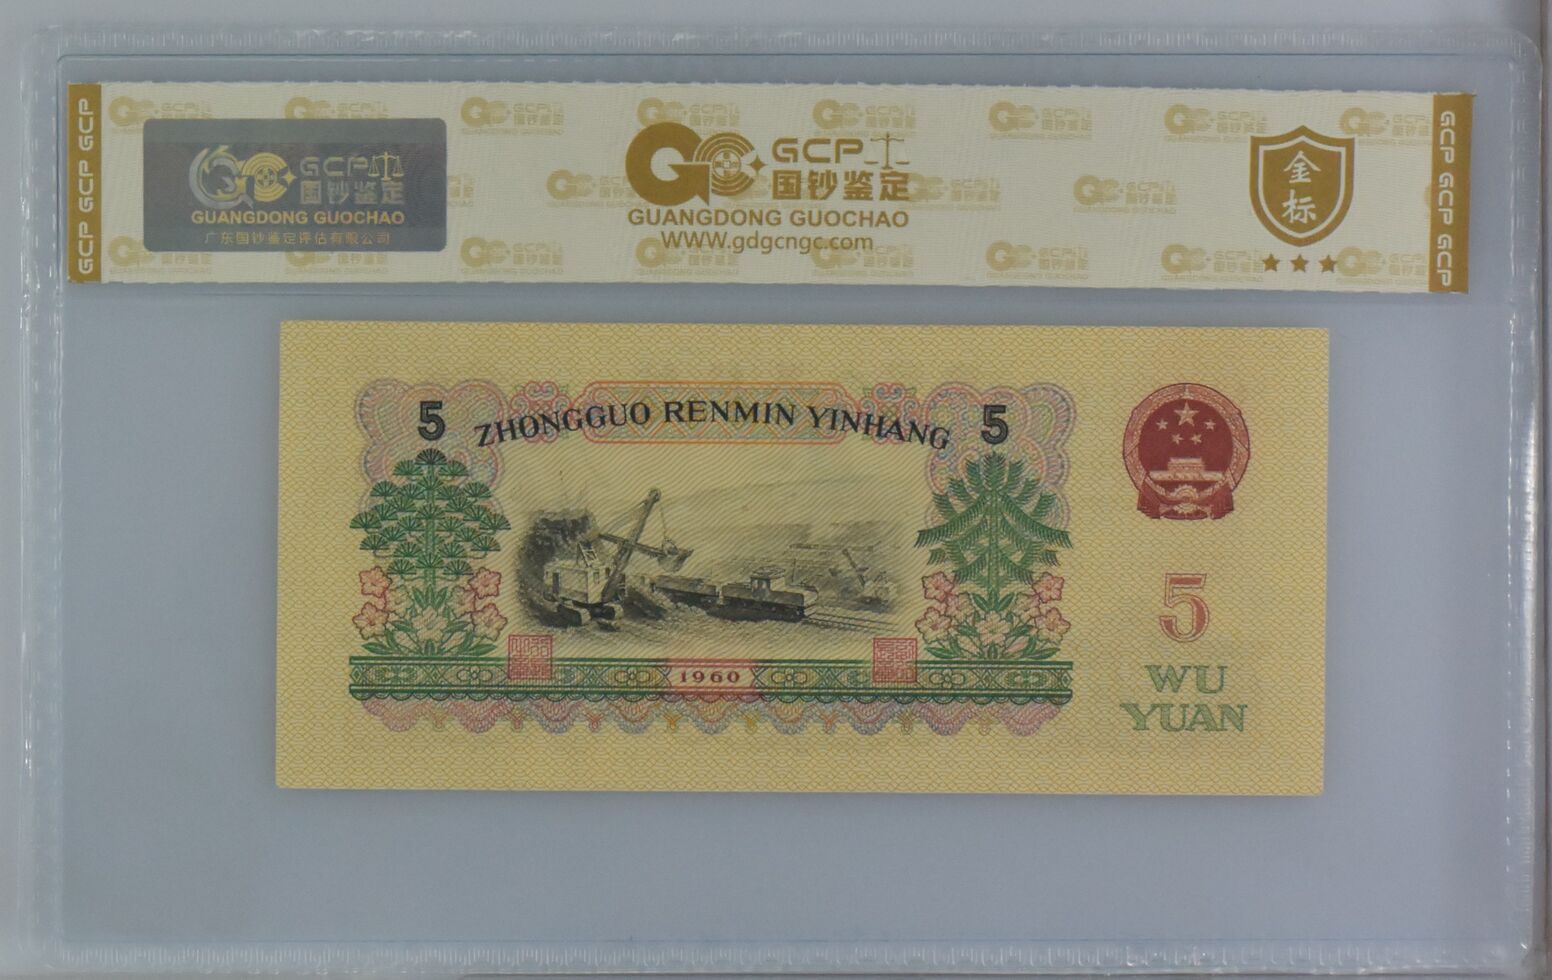 GCP GCP GCP
GCP
国钞鉴定
GUANGDONG GUOCHAO
广东国钞鉴定评估有限公司
GCP
国钞鉴定
GUANGDONG GUOCHAO
WWW.gdgcngc.com
金
标
GCP GCP GCP
5 ZHONGGUO RENMIN YINHANG 5
1960
5
WU
YUAN